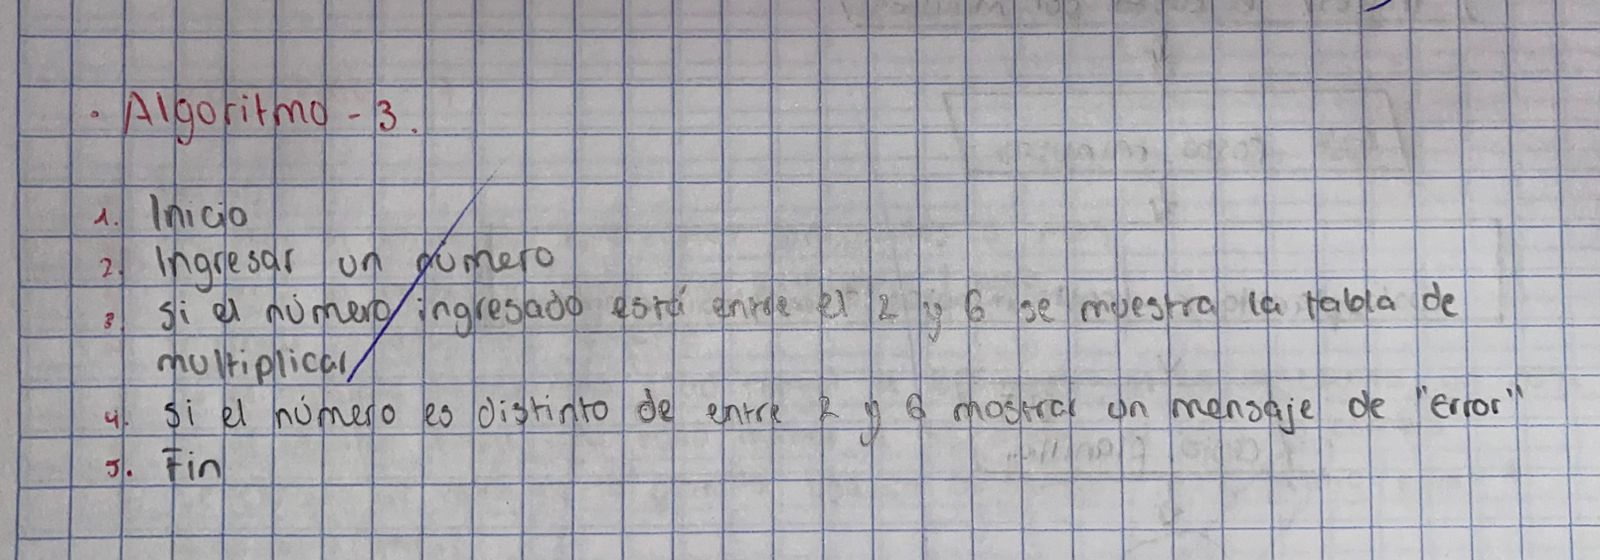 · Algoritmo - 3.
1. Inicio
2. Ingresar un número
3. si el número ingresado está entre el 2 y 6 se muestra la tabla de
multiplicar
4. si el número es distinto de entre 2 y 6 mostrar un mensaje de "error"
5. Fin